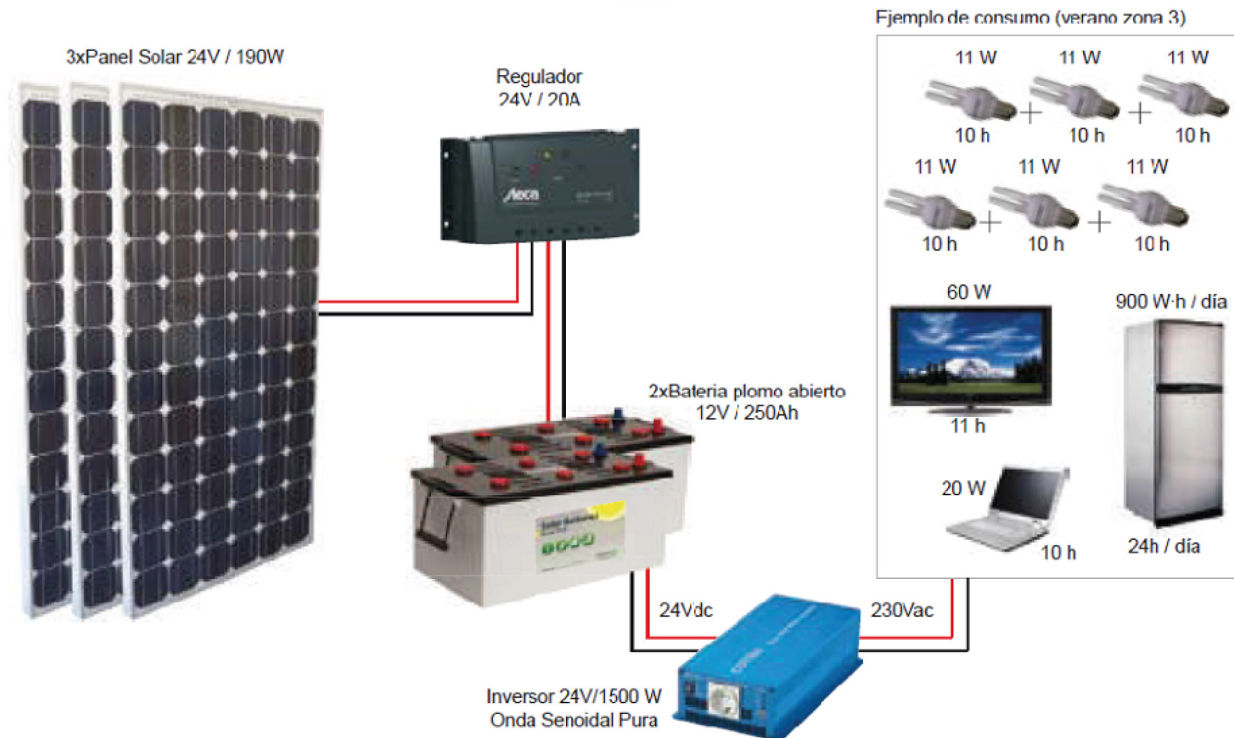 Ejemplo de consumo (verano zona 3)
3xPanel Solar 24V / 190W
Regulador
24V / 20A
Steca
11 W
11 W
11 W
10 h
10 h
10 h
11 W
11 W
11 W
10 h
10 h
10 h
60 W
11 h
900 W·h / día
24h / día
20 W
10 h
2xBateria plomo abierto
12V / 250Ah
24Vdc
230Vac
Inversor 24V/1500 W
Onda Senoidal Pura